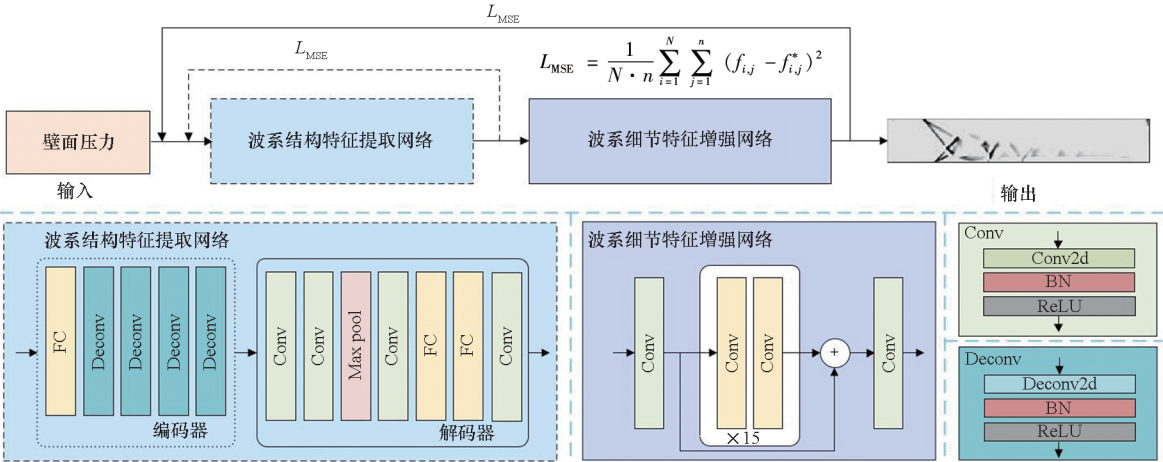 L_MSE
L_MSE
L_MSE = \frac{1}{N·n} \sum_{i=1}^{N} \sum_{j=1}^{n} (f_{i,j} - f^*_{i,j})^2
壁面压力
波系结构特征提取网络
波系细节特征增强网络
输入
输出
波系结构特征提取网络
FC
Deconv
Deconv
Deconv
Deconv
编码器
Conv
Conv
Max pool
Conv
FC
FC
Conv
解码器
波系细节特征增强网络
Conv
Conv
Conv
×15
+
Conv
Conv
Conv2d
BN
ReLU
Deconv
Deconv2d
BN
ReLU